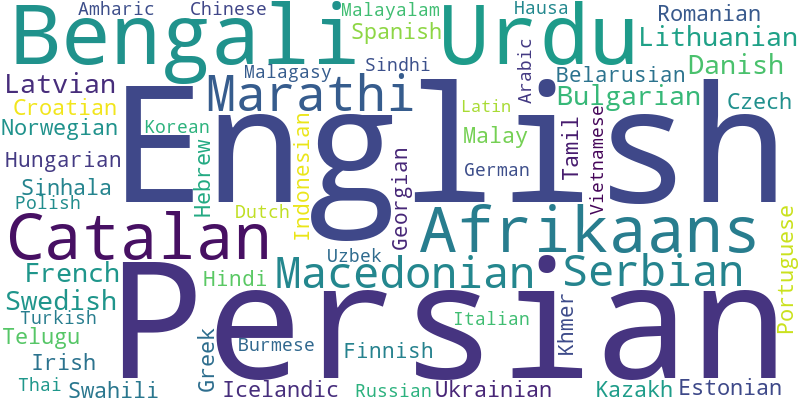 Amharic
Chinese
Malayalam
Hausa
Romanian
Bengali
Urdu
Spanish
Lithuanian
Arabic
Sindhi
Danish
Malagasy
Belarusian
Latvian
Marathi
Bulgarian
Czech
Croatian
English
Latin
Norwegian
Korean
Malay
Tamil
Vietnamese
Hebrew
Indonesian
Georgian
German
Hungarian
Sinhala
Polish
Dutch
Catalan
Afrikaans
Portuguese
Uzbek
French
Hindi
Macedonian
Serbian
Persian
Swedish
Turkish
Italian
Khmer
Telugu
Greek
Burmese
Finnish
Irish
Thai
Swahili
Icelandic
Russian
Ukrainian
Kazakh
Estonian